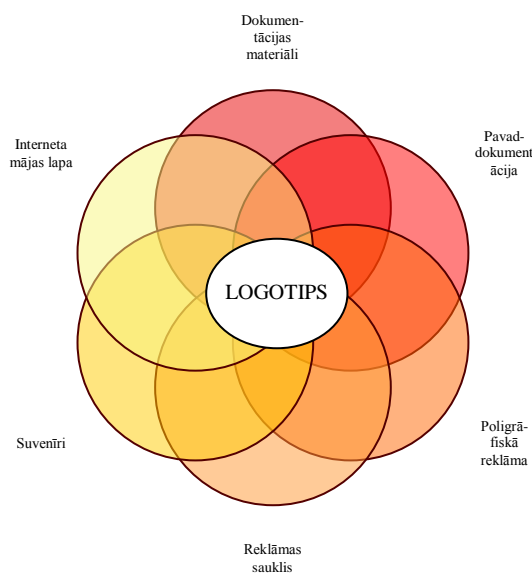 Dokumen-
tācijas
materiāli
Interneta
mājas lapa
Pavad-
dokument
ācija
LOGOTIPS
Suvenīri
Poligrā-
fiskā
reklāma
Reklāmas
sauklis